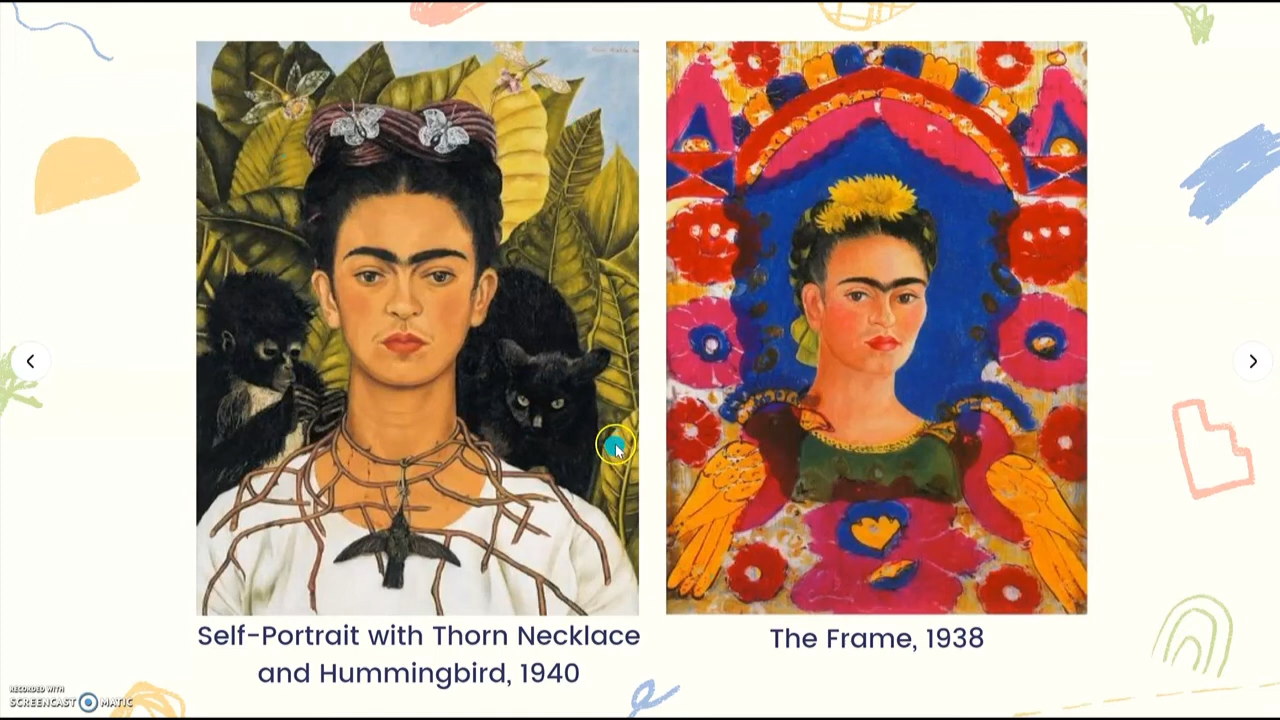 Self-Portrait with Thorn Necklace
and Hummingbird, 1940
The Frame, 1938
RECORDED WITH
SCREENCAST MATIC